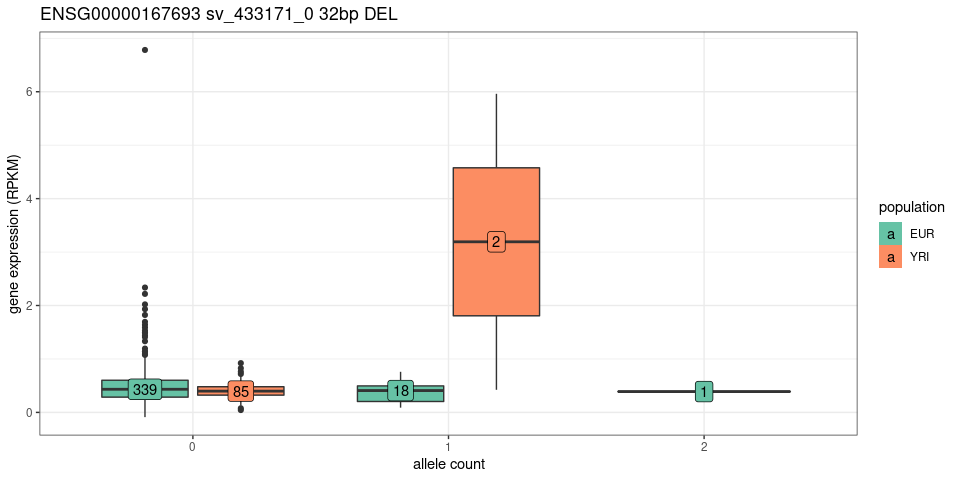 ENSG00000167693 sv_433171_0 32bp DEL
gene expression (RPKM)
6
4
2
0
339
85
18
2
1
0
1
2
allele count
population
a EUR
a YRI